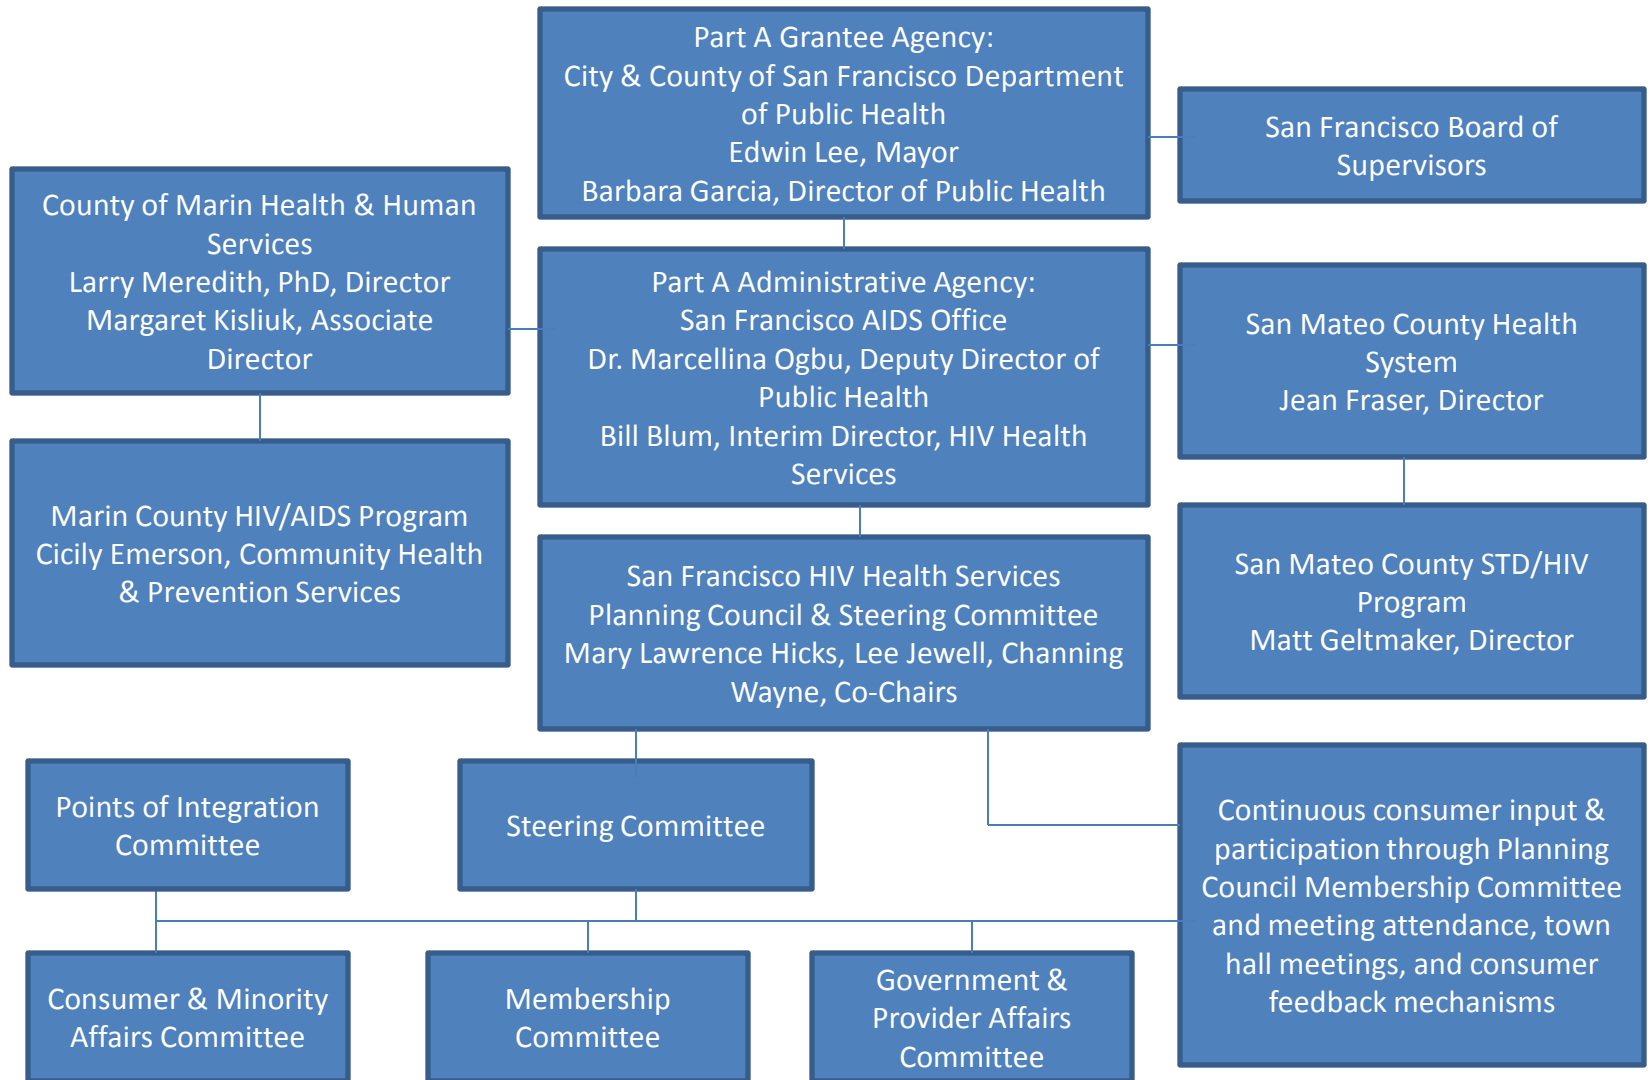 Part A Grantee Agency:
City & County of San Francisco Department
of Public Health
Edwin Lee, Mayor
Barbara Garcia, Director of Public Health
San Francisco Board of
Supervisors
County of Marin Health & Human
Services
Larry Meredith, PhD, Director
Margaret Kisliuk, Associate
Director
Part A Administrative Agency:
San Francisco AIDS Office
Dr. Marcellina Ogbu, Deputy Director of
Public Health
Bill Blum, Interim Director, HIV Health
Services
San Mateo County Health
System
Jean Fraser, Director
Marin County HIV/AIDS Program
Cicily Emerson, Community Health
& Prevention Services
San Francisco HIV Health Services
Planning Council & Steering Committee
Mary Lawrence Hicks, Lee Jewell, Channing
Wayne, Co-Chairs
San Mateo County STD/HIV
Program
Matt Geltmaker, Director
Points of Integration
Committee
Steering Committee
Continuous consumer input &
participation through Planning
Council Membership Committee
and meeting attendance, town
hall meetings, and consumer
feedback mechanisms
Consumer & Minority
Affairs Committee
Membership
Committee
Government &
Provider Affairs
Committee